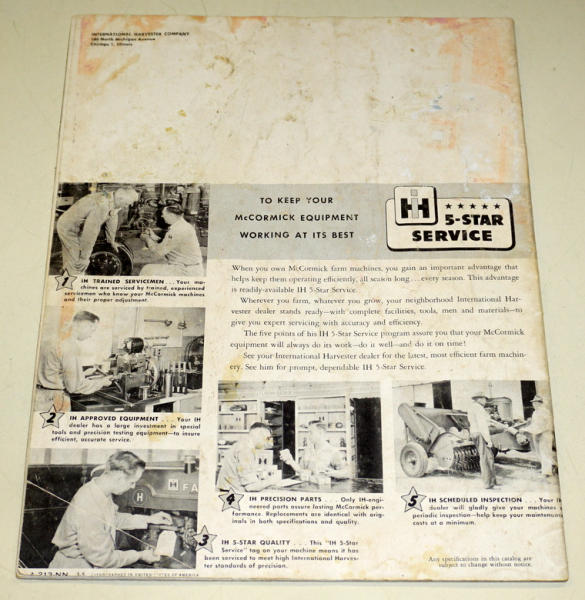 INTERNATIONAL HARVESTER COMPANY
180 North Michigan Avenue
Chicago 1, Illinois
TO KEEP YOUR
McCORMICK EQUIPMENT
WORKING AT ITS BEST
IH
5-STAR
SERVICE
When you own McCormick farm machines, you gain an important advantage that
helps keep them operating efficiently, all season long . . . every season. This advantage
is readily-available IH 5-Star Service.
Wherever you farm, whatever you grow, your neighborhood International Har-
vester dealer stands ready—with complete facilities, tools, men and materials—to
give you expert servicing with accuracy and efficiency.
The five points of his IH 5-Star Service program assure you that your McCormick
equipment will always do its work—do it well—and do it on time!
See your International Harvester dealer for the latest, most efficient farm machin-
ery. See him for prompt, dependable IH 5-Star Service.
1 IH TRAINED SERVICEMEN . . . Your ma-
chines are serviced by trained, experienced
servicemen who know your McCormick machines
and their proper adjustment.
2 IH APPROVED EQUIPMENT . . . Your IH
dealer has a large investment in special
tools and precision testing equipment—to insure
efficient, accurate service.
H
H FA
3 IH 5-STAR QUALITY . . . This "IH 5-Star
Service" tag on your machine means it has
been serviced to meet high International Harves-
ter standards of precision.
4 IH PRECISION PARTS . . . Only IH-engi-
neered parts assure lasting McCormick per-
formance. Replacements are identical with orig-
inals in both specifications and quality.
5 IH SCHEDULED INSPECTION . . . Your IH
dealer will gladly give your machines
periodic inspection—help keep your maintenance
costs at a minimum.
Any specifications in this catalog are
subject to change without notice.
A-213-NN. 5-5. LITHOGRAPHED IN UNITED STATES OF AMERICA